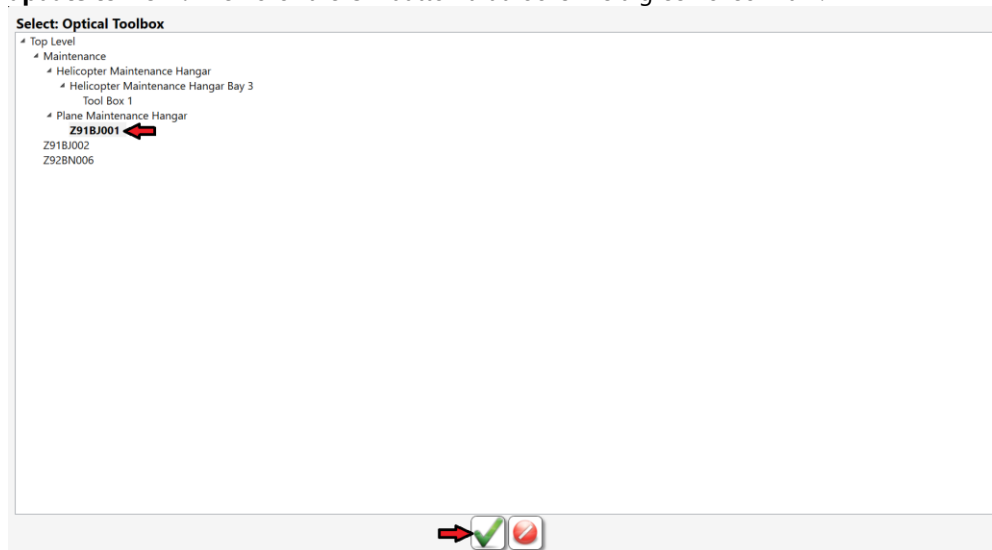 Select: Optical Toolbox
Top Level
Maintenance
Helicopter Maintenance Hangar
Helicopter Maintenance Hangar Bay 3
Tool Box 1
Plane Maintenance Hangar
Z91BJ001
Z91BJ002
Z92BN006